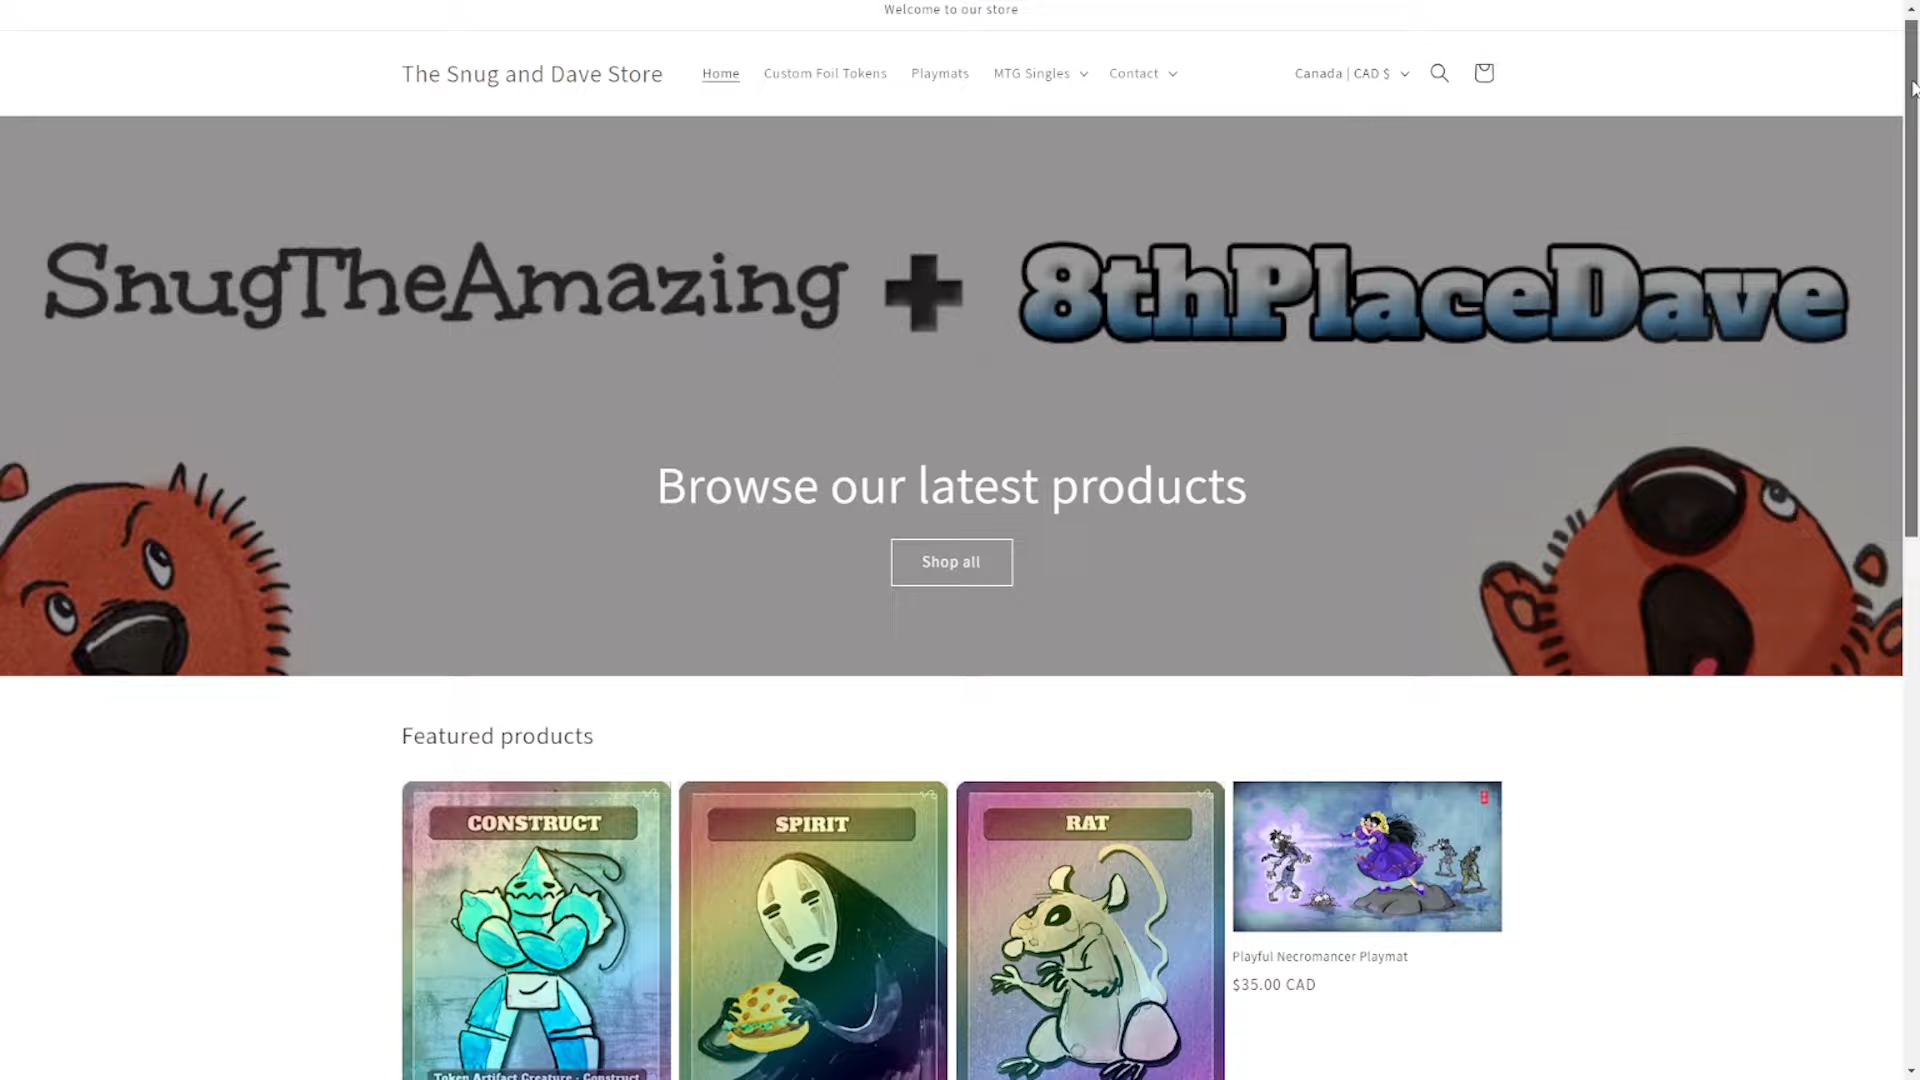 Welcome to our store
The Snug and Dave Store
Home
Custom Foil Tokens
Playmats
MTG Singles
Contact
Canada | CAD $
SnugTheAmazing + 8thPlaceDave
Browse our latest products
Shop all
Featured products
CONSTRUCT
SPIRIT
RAT
Token Artifact Creature - Construct
Playful Necromancer Playmat
$35.00 CAD